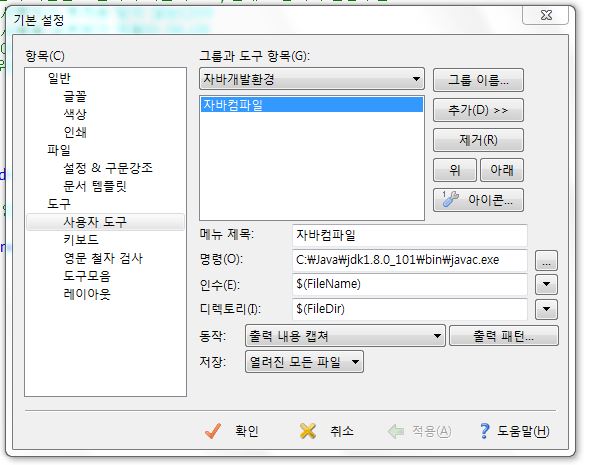 기본 설정
항목(C)
일반
글꼴
색상
인쇄
파일
설정 & 구문강조
문서 템플릿
도구
사용자 도구
키보드
영문 철자 검사
도구모음
레이아웃
그룹과 도구 항목(G):
자바개발환경
그룹 이름...
자바컴파일
추가(D) >>
제거(R)
위
아래
아이콘...
메뉴 제목:
자바컴파일
명령(O):
C:₩Java₩jdk1.8.0_101₩bin₩javac.exe
...
인수(E):
$(FileName)
디렉토리(I):
$(FileDir)
동작:
출력 내용 캡쳐
출력 패턴...
저장:
열려진 모든 파일
확인
취소
적용(A)
도움말(H)